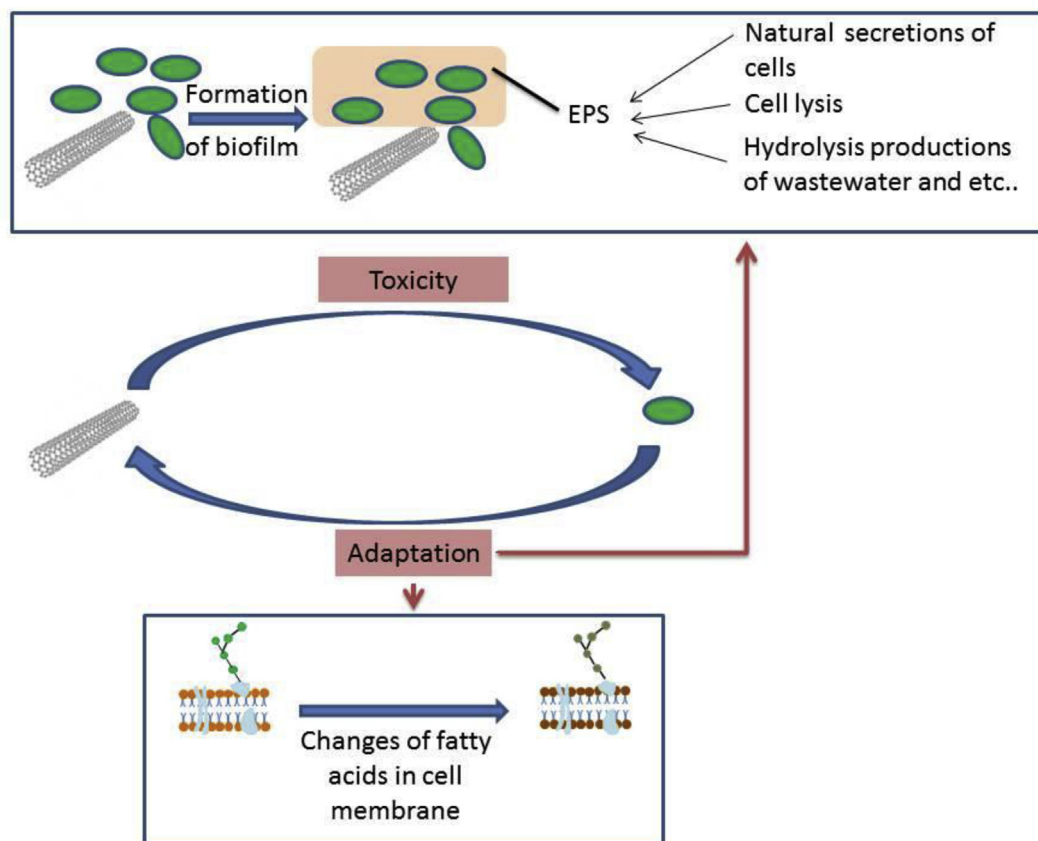 Formation
of biofilm
EPS
Natural secretions of
cells
Cell lysis
Hydrolysis productions
of wastewater and etc..
Toxicity
Adaptation
Changes of fatty
acids in cell
membrane